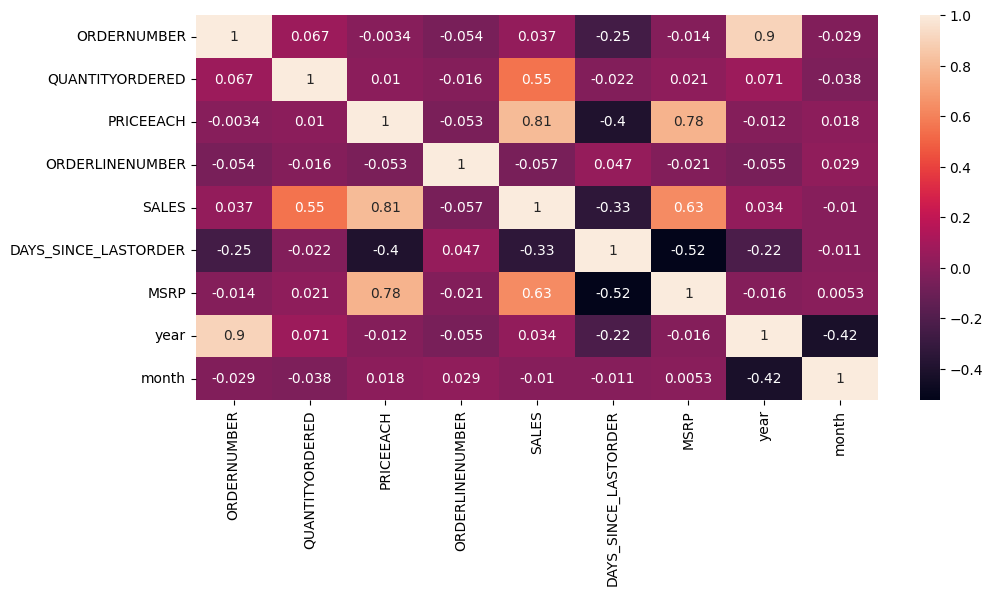 ORDERNUMBER 1 0.067 -0.0034 -0.054 0.037 -0.25 -0.014 0.9 -0.029
QUANTITYORDERED 0.067 1 0.01 -0.016 0.55 -0.022 0.021 0.071 -0.038
PRICEEACH -0.0034 0.01 1 -0.053 0.81 -0.4 0.78 -0.012 0.018
ORDERLINENUMBER -0.054 -0.016 -0.053 1 -0.057 0.047 -0.021 -0.055 0.029
SALES 0.037 0.55 0.81 -0.057 1 -0.33 0.63 0.034 -0.01
DAYS_SINCE_LASTORDER -0.25 -0.022 -0.4 0.047 -0.33 1 -0.52 -0.22 -0.011
MSRP -0.014 0.021 0.78 -0.021 0.63 -0.52 1 -0.016 0.0053
year 0.9 0.071 -0.012 -0.055 0.034 -0.22 -0.016 1 -0.42
month -0.029 -0.038 0.018 0.029 -0.01 -0.011 0.0053 -0.42 1
ORDERNUMBER
QUANTITYORDERED
PRICEEACH
ORDERLINENUMBER
SALES
DAYS_SINCE_LASTORDER
MSRP
year
month
1.0
0.8
0.6
0.4
0.2
0.0
−0.2
−0.4